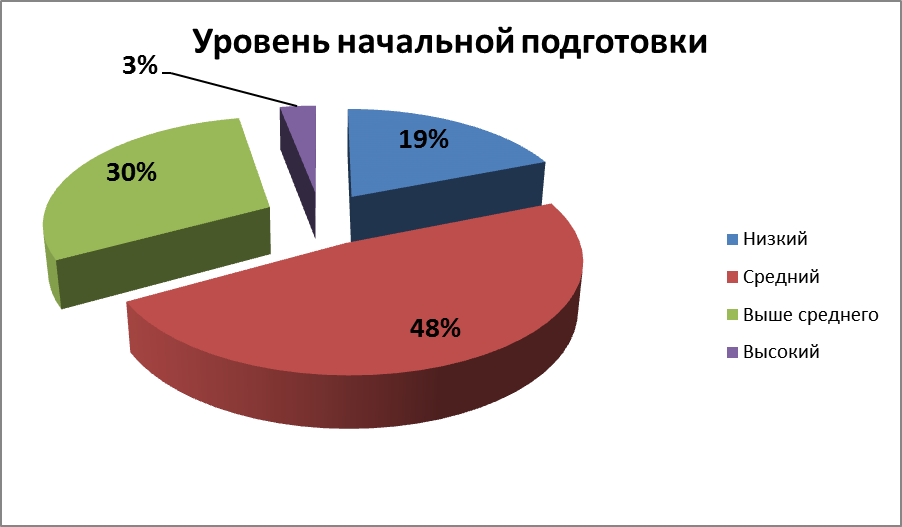 Уровень начальной подготовки
3%
19%
30%
48%
Низкий
Средний
Выше среднего
Высокий